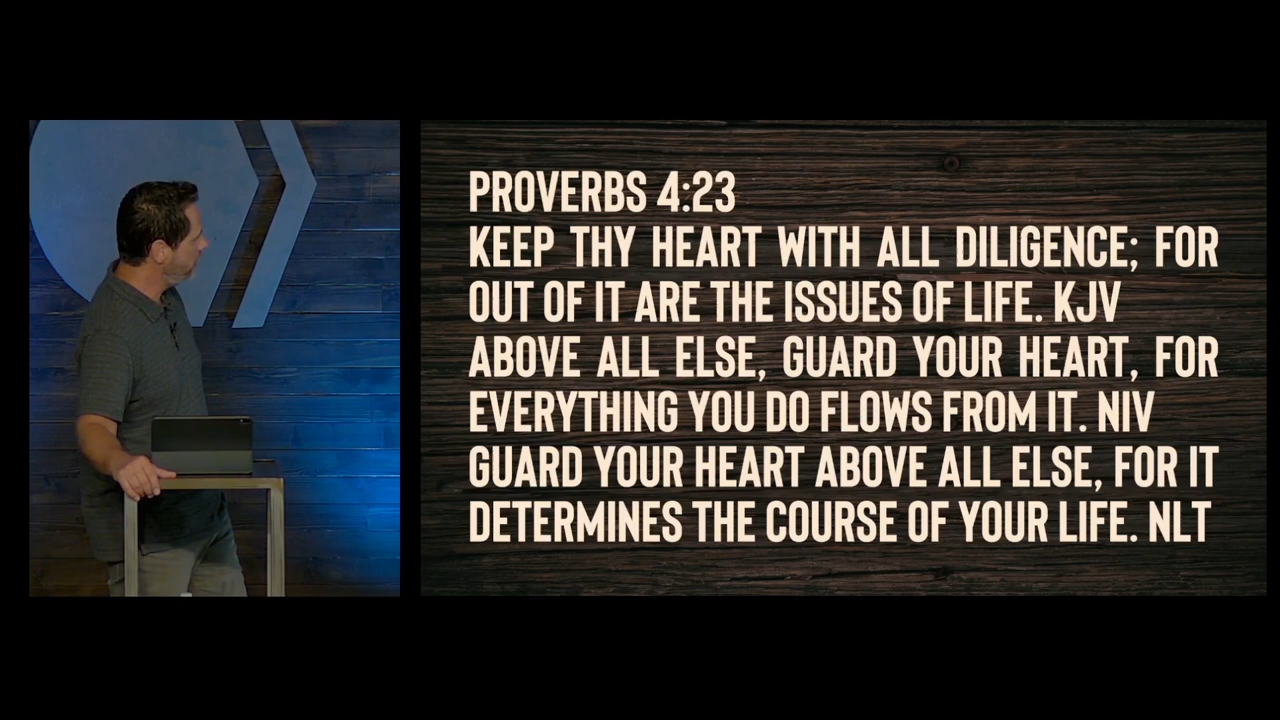 PROVERBS 4:23
KEEP THY HEART WITH ALL DILIGENCE; FOR
OUT OF IT ARE THE ISSUES OF LIFE. KJV
ABOVE ALL ELSE, GUARD YOUR HEART, FOR
EVERYTHING YOU DO FLOWS FROM IT. NIV
GUARD YOUR HEART ABOVE ALL ELSE, FOR IT
DETERMINES THE COURSE OF YOUR LIFE. NLT